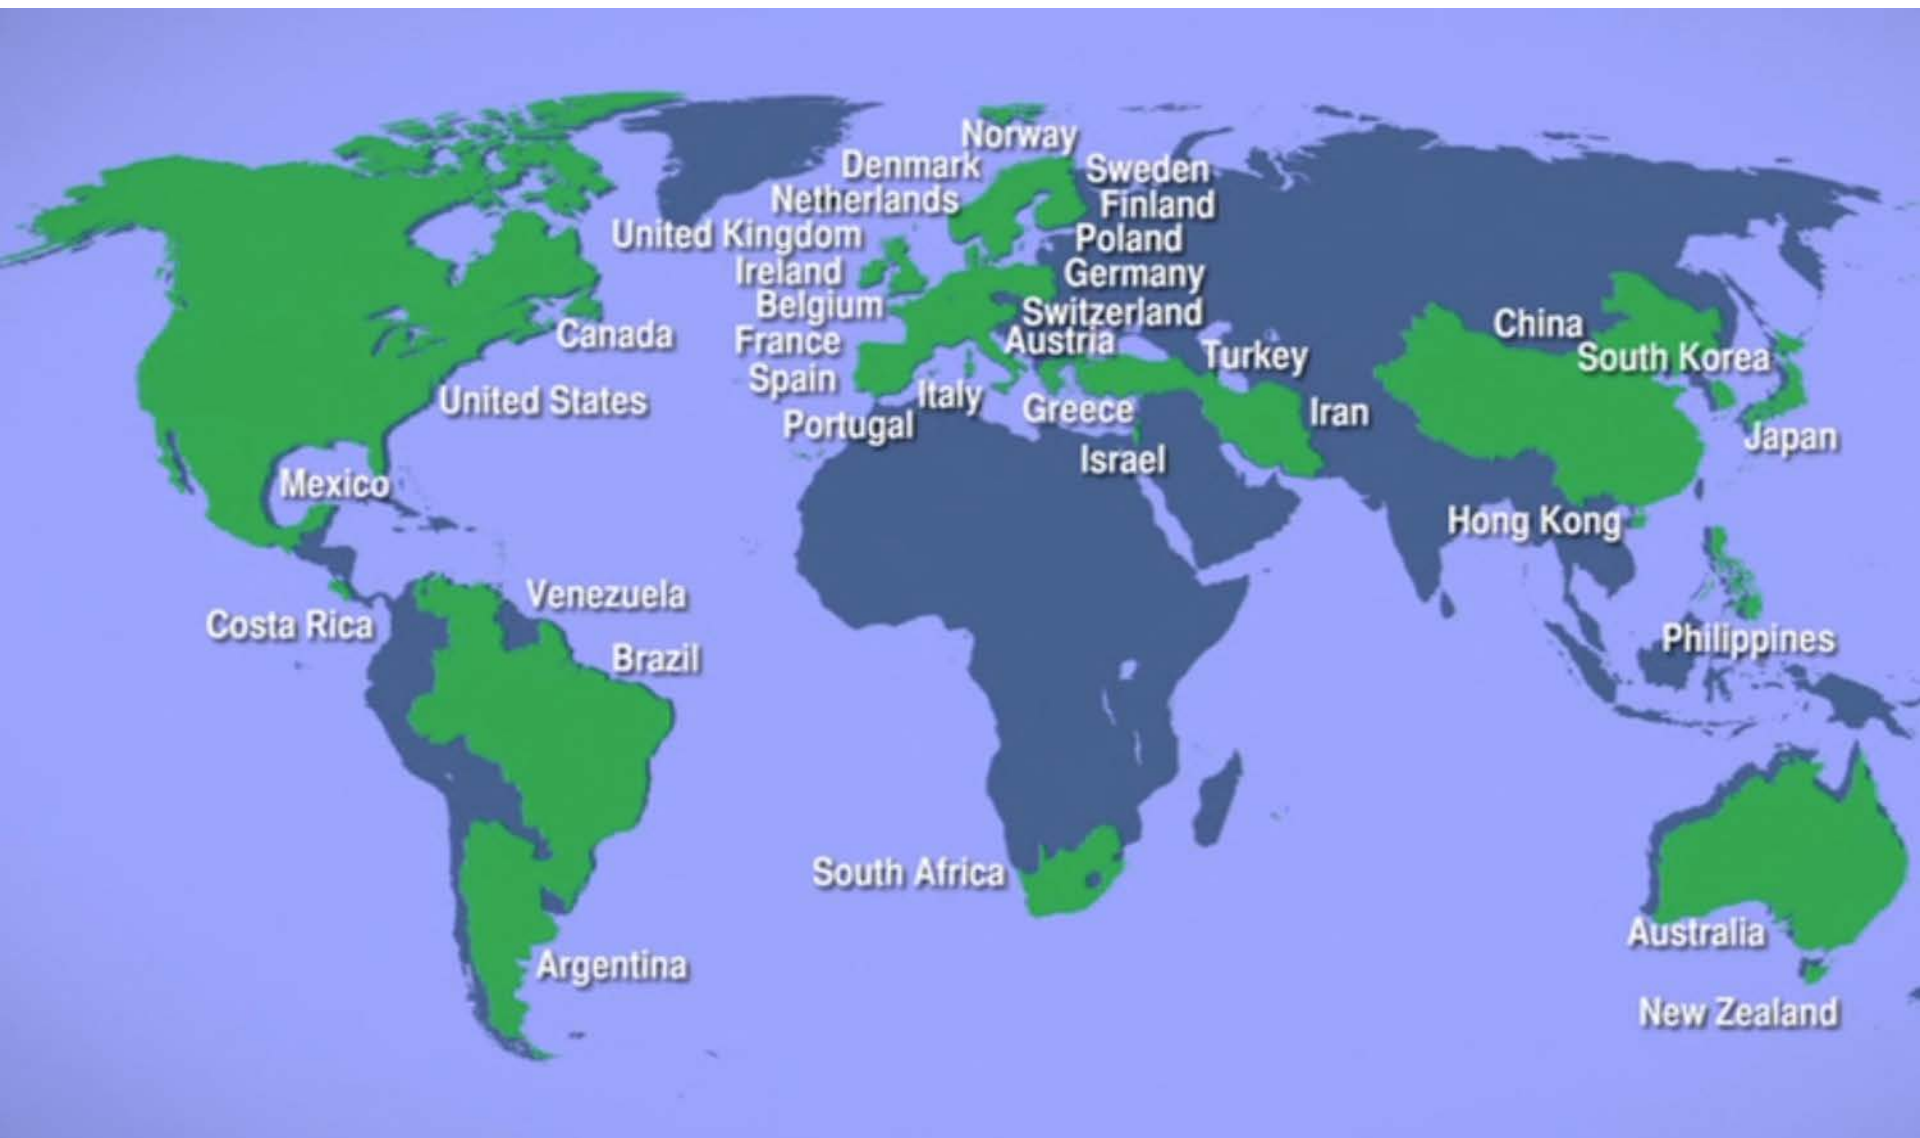 Norway
Denmark
Sweden
Netherlands
Finland
United Kingdom
Poland
Ireland
Germany
Belgium
Switzerland
France
Austria
Canada
China
Turkey
South Korea
Spain
Italy
United States
Greece
Iran
Portugal
Japan
Israel
Mexico
Hong Kong
Venezuela
Costa Rica
Philippines
Brazil
South Africa
Australia
Argentina
New Zealand